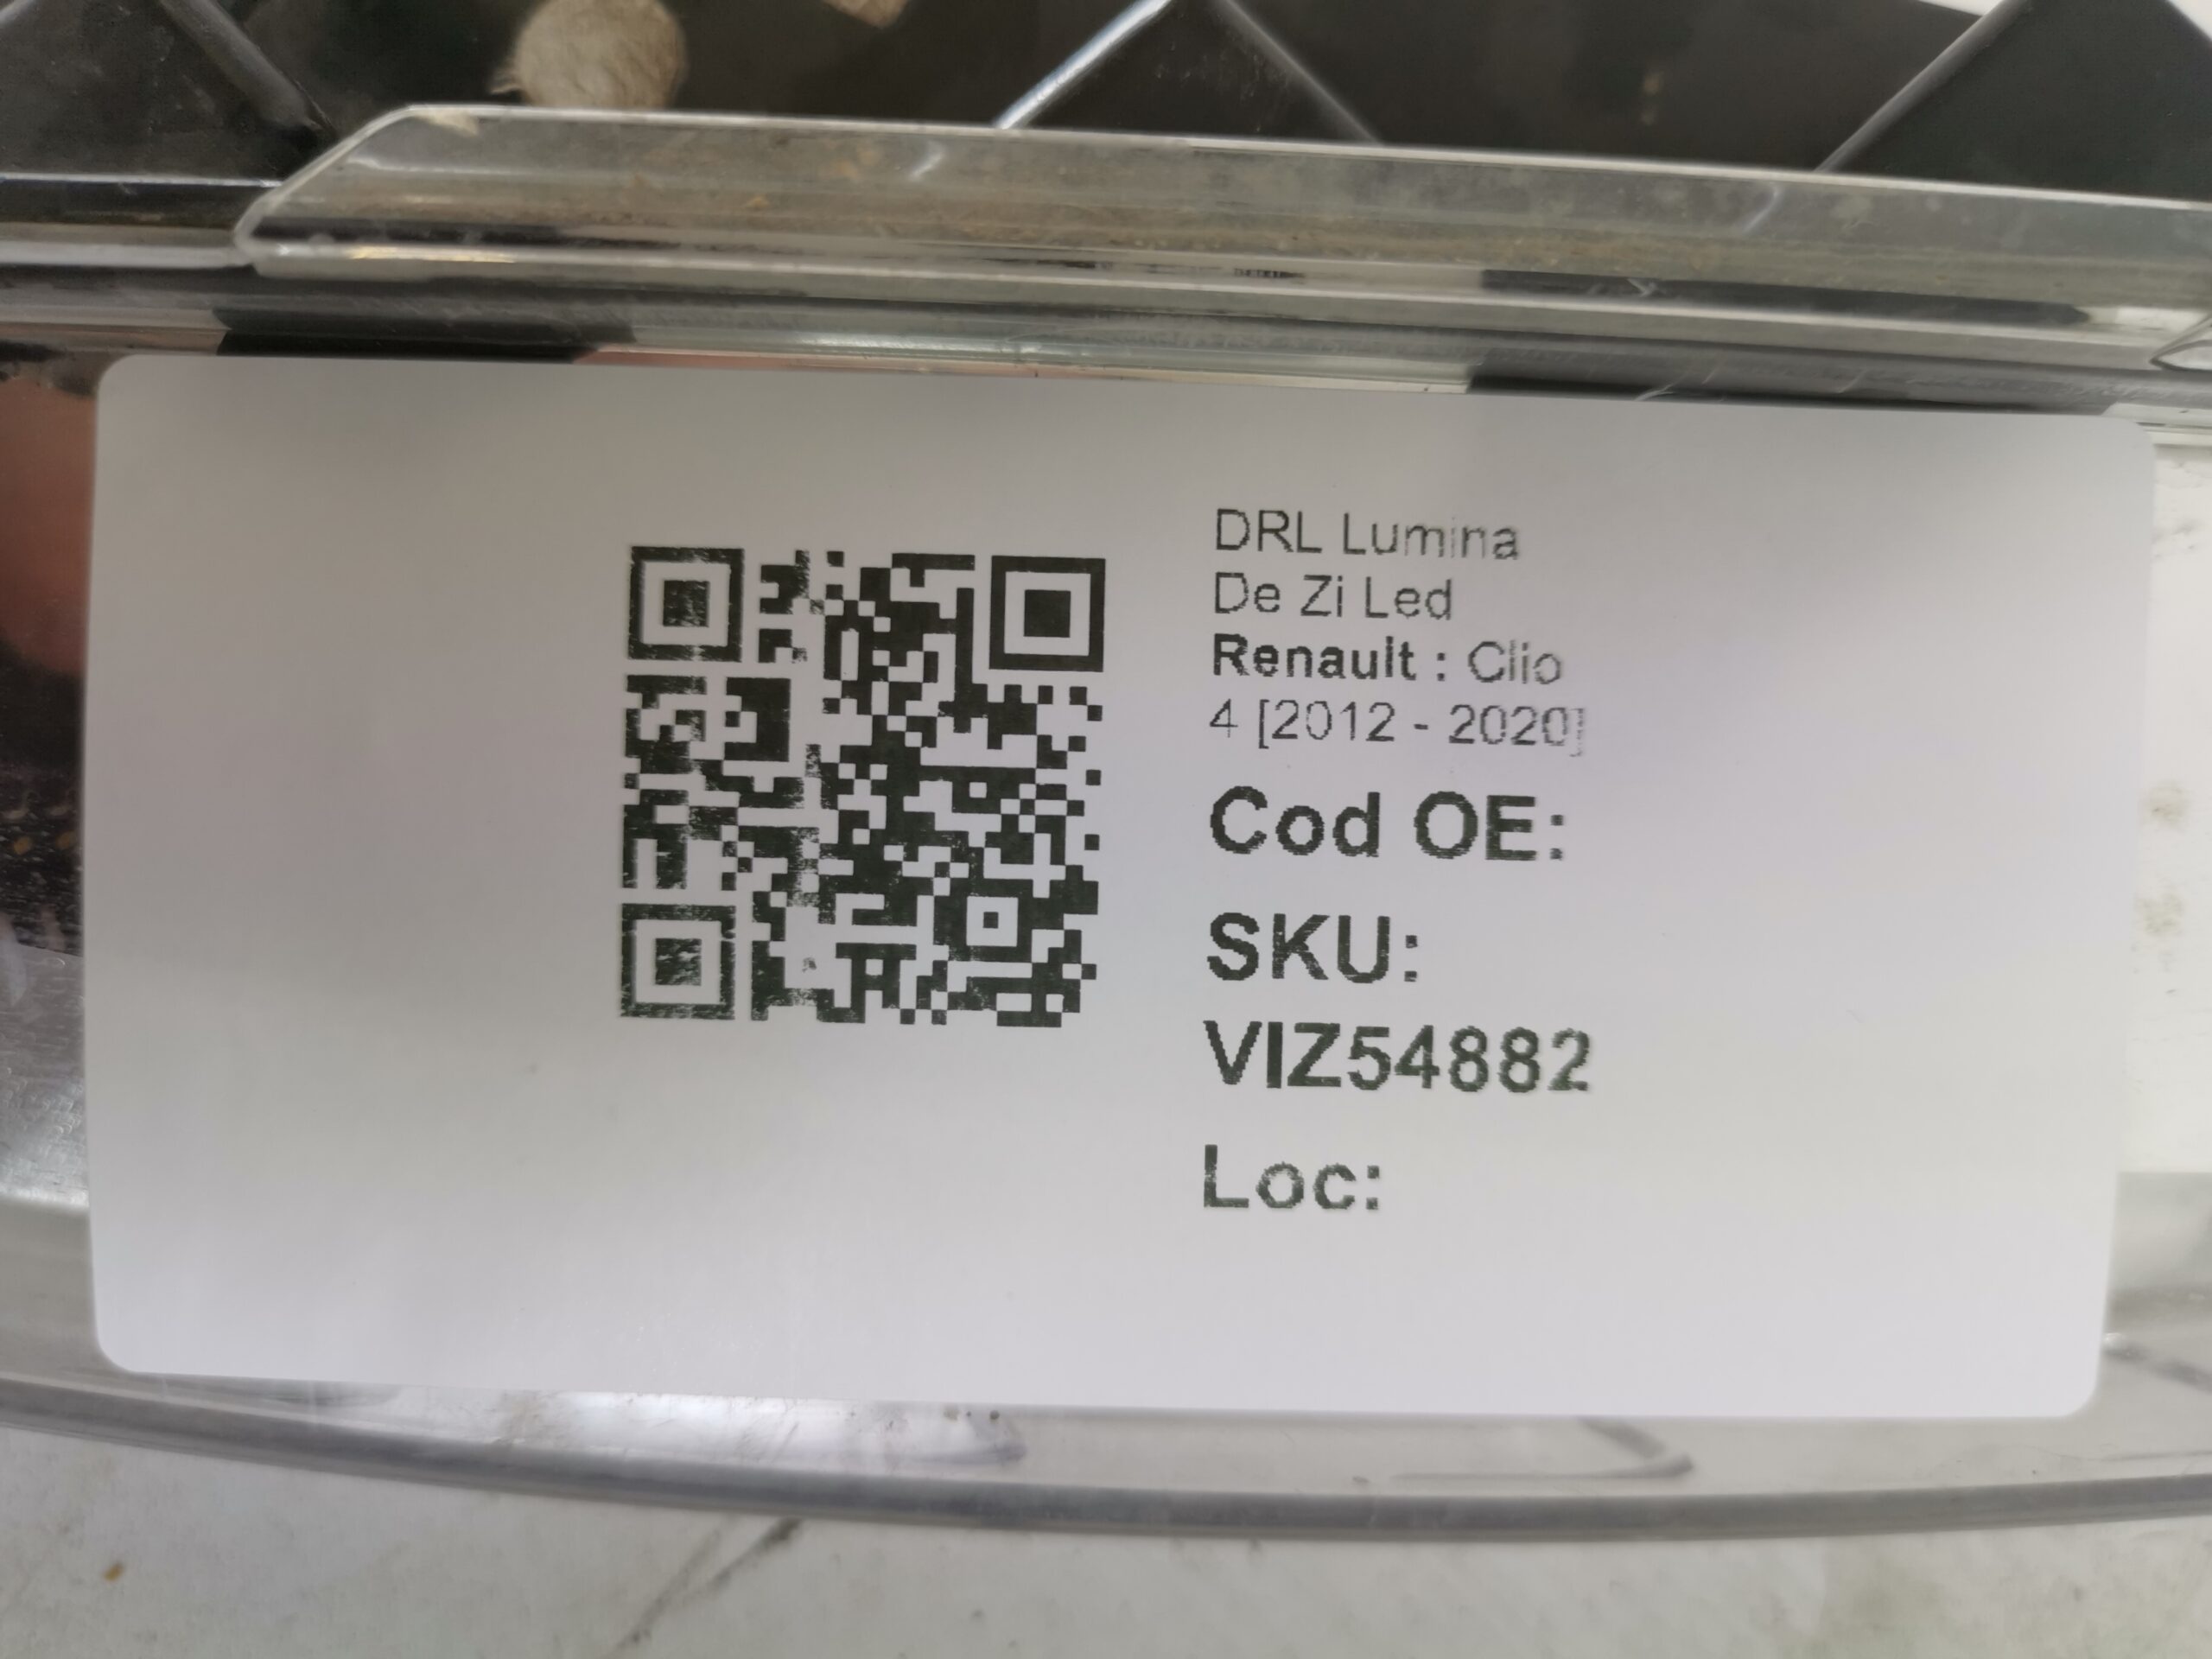 DRL Lumina
De Zi Led
Renault : Clio
4 [2012 - 2020]
Cod OE:
SKU:
VIZ54882
Loc: